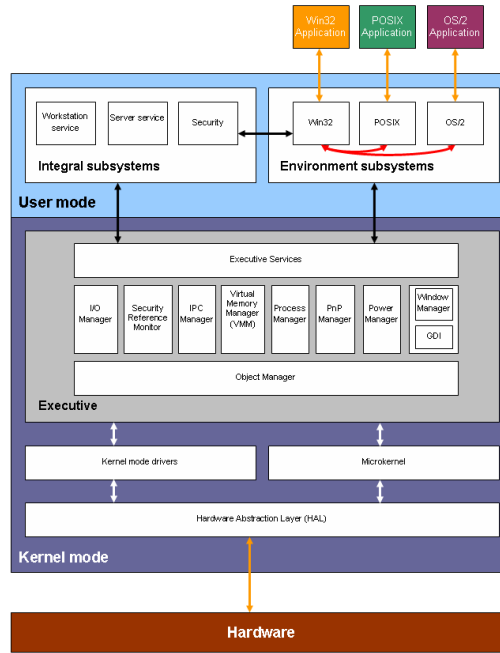 Win32
Application
POSIX
Application
OS/2
Application
Workstation
service
Server service
Security
Win32
POSIX
OS/2
Integral subsystems
Environment subsystems
User mode
Executive Services
I/O
Manager
Security
Reference
Monitor
IPC
Manager
Virtual
Memory
Manager
(VMM)
Process
Manager
PnP
Manager
Power
Manager
Window
Manager
GDI
Object Manager
Executive
Kernel mode drivers
Microkernel
Hardware Abstraction Layer (HAL)
Kernel mode
Hardware